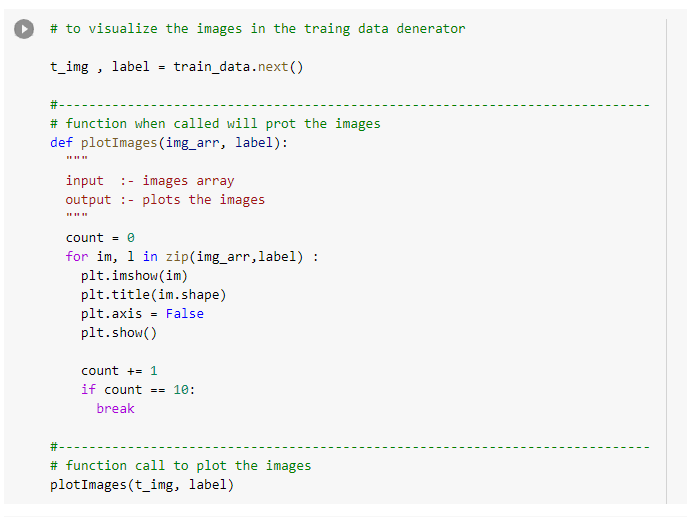 # to visualize the images in the traing data denerator
t_img , label = train_data.next()
#-----------------------------------------------------------------------------
# function when called will prot the images
def plotImages(img_arr, label):
"""
input  :- images array
output :- plots the images
"""
count = 0
for im, l in zip(img_arr,label) :
plt.imshow(im)
plt.title(im.shape)
plt.axis = False
plt.show()
count += 1
if count == 10:
break
#-----------------------------------------------------------------------------
# function call to plot the images
plotImages(t_img, label)